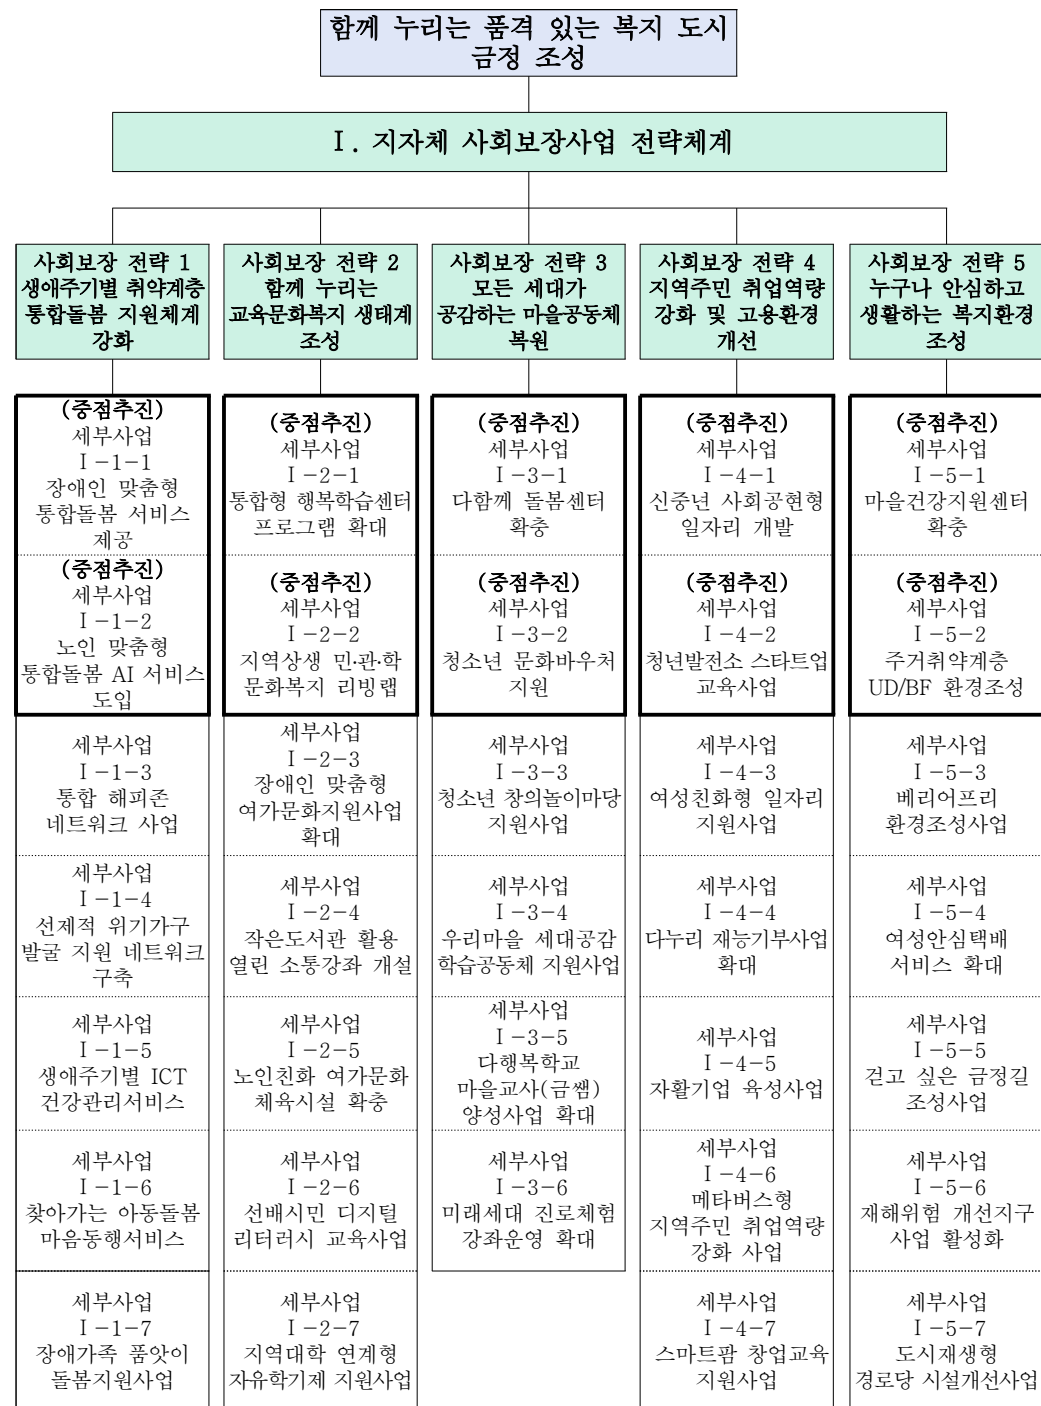 함께 누리는 품격 있는 복지 도시
금정 조성
Ⅰ. 지자체 사회보장사업 전략체계
사회보장 전략 1
생애주기별 취약계층
통합돌봄 지원체계
강화
(중점추진)
세부사업
Ⅰ-1-1
장애인 맞춤형
통합돌봄 서비스
제공
(중점추진)
세부사업
Ⅰ-1-2
노인 맞춤형
통합돌봄 AI 서비스
도입
세부사업
Ⅰ-1-3
통합 해피존
네트워크 사업
세부사업
Ⅰ-1-4
선제적 위기가구
발굴 지원 네트워크
구축
세부사업
Ⅰ-1-5
생애주기별 ICT
건강관리서비스
세부사업
Ⅰ-1-6
찾아가는 아동돌봄
마음동행서비스
세부사업
Ⅰ-1-7
장애가족 품앗이
돌봄지원사업
사회보장 전략 2
함께 누리는
교육문화복지 생태계
조성
(중점추진)
세부사업
Ⅰ-2-1
통합형 행복학습센터
프로그램 확대
(중점추진)
세부사업
Ⅰ-2-2
지역상생 민·관·학
문화복지 리빙랩
세부사업
Ⅰ-2-3
장애인 맞춤형
여가문화지원사업
확대
세부사업
Ⅰ-2-4
작은도서관 활용
열린 소통강좌 개설
세부사업
Ⅰ-2-5
노인친화 여가문화
체육시설 확충
세부사업
Ⅰ-2-6
선배시민 디지털
리터러시 교육사업
세부사업
Ⅰ-2-7
지역대학 연계형
자유학기제 지원사업
사회보장 전략 3
모든 세대가
공감하는 마을공동체
복원
(중점추진)
세부사업
Ⅰ-3-1
다함께 돌봄센터
확충
(중점추진)
세부사업
Ⅰ-3-2
청소년 문화바우처
지원
세부사업
Ⅰ-3-3
청소년 창의놀이마당
지원사업
세부사업
Ⅰ-3-4
우리마을 세대공감
학습공동체 지원사업
세부사업
Ⅰ-3-5
다행복학교
마을교사(금쌤)
양성사업 확대
세부사업
Ⅰ-3-6
미래세대 진로체험
강좌운영 확대
사회보장 전략 4
지역주민 취업역량
강화 및 고용환경
개선
(중점추진)
세부사업
Ⅰ-4-1
신중년 사회공헌형
일자리 개발
(중점추진)
세부사업
Ⅰ-4-2
청년발전소 스타트업
교육사업
세부사업
Ⅰ-4-3
여성친화형 일자리
지원사업
세부사업
Ⅰ-4-4
다누리 재능기부사업
확대
세부사업
Ⅰ-4-5
자활기업 육성사업
세부사업
Ⅰ-4-6
메타버스형
지역주민 취업역량
강화 사업
세부사업
Ⅰ-4-7
스마트팜 창업교육
지원사업
사회보장 전략 5
누구나 안심하고
생활하는 복지환경
조성
(중점추진)
세부사업
Ⅰ-5-1
마을건강지원센터
확충
(중점추진)
세부사업
Ⅰ-5-2
주거취약계층
UD/BF 환경조성
세부사업
Ⅰ-5-3
베리어프리
환경조성사업
세부사업
Ⅰ-5-4
여성안심택배
서비스 확대
세부사업
Ⅰ-5-5
걷고 싶은 금정길
조성사업
세부사업
Ⅰ-5-6
재해위험 개선지구
사업 활성화
세부사업
Ⅰ-5-7
도시재생형
경로당 시설개선사업